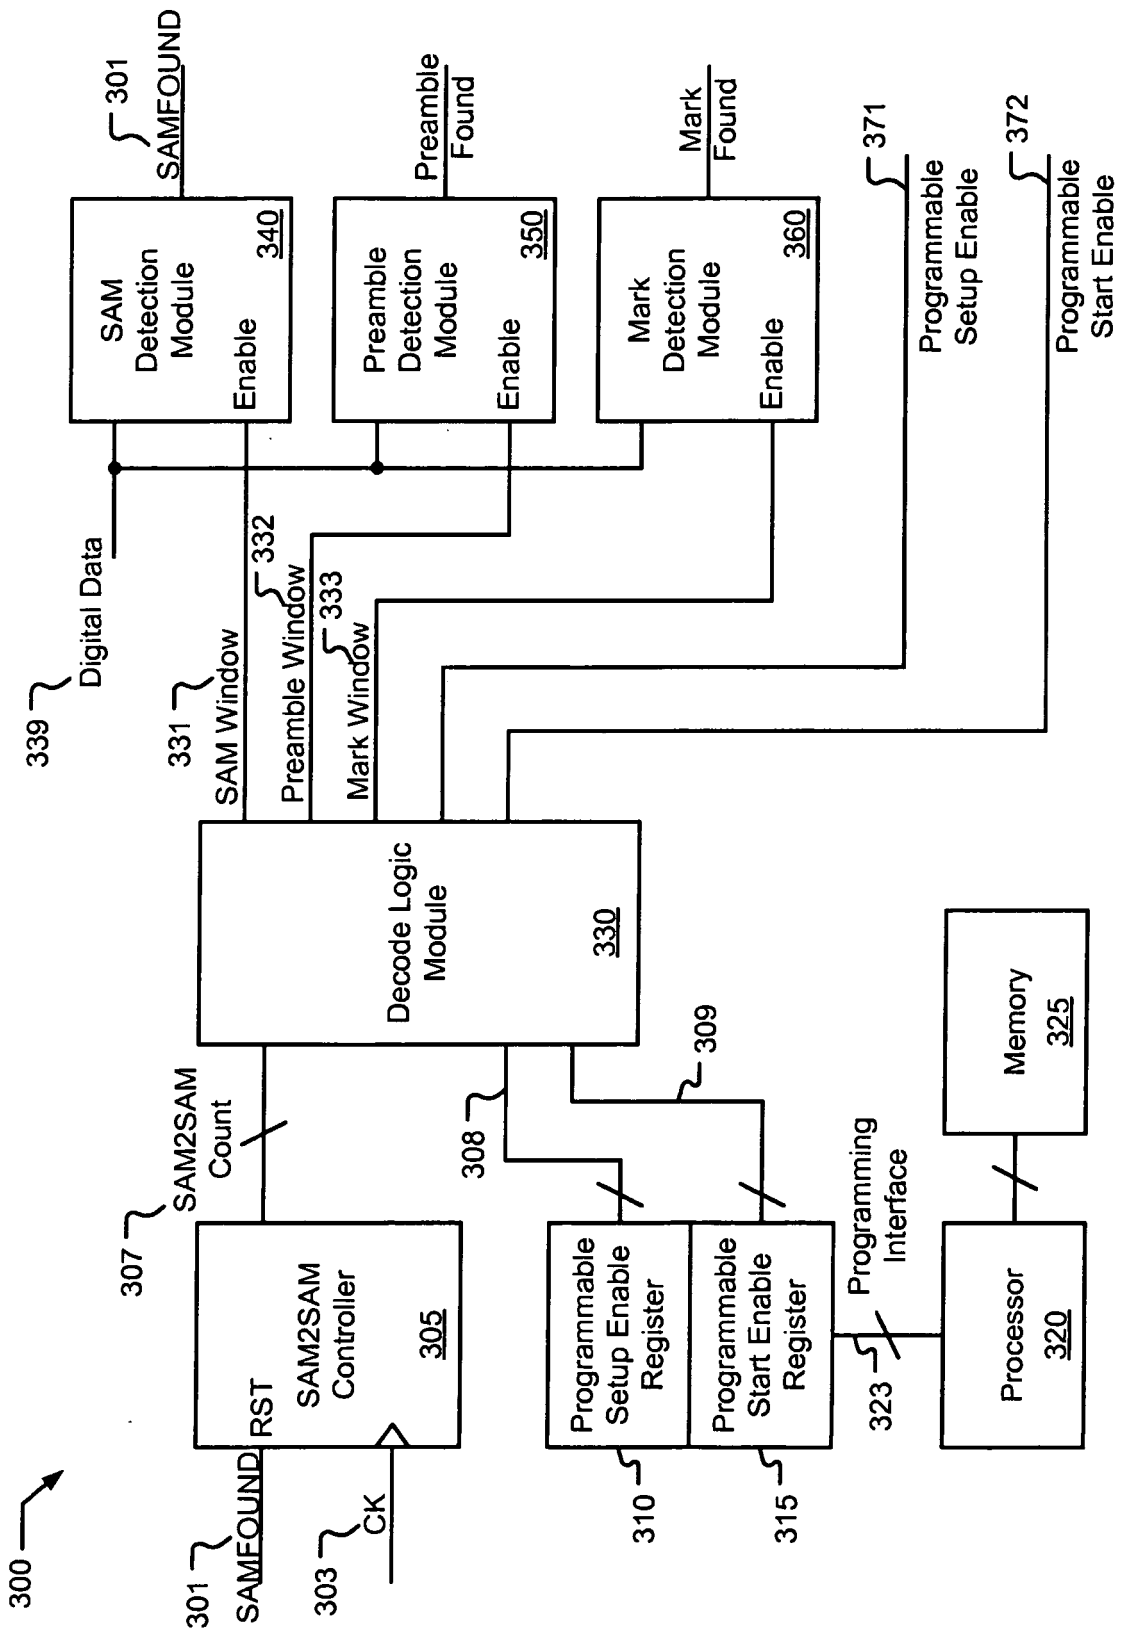 300
301
SAMFOUND
RST
303
CK
SAM2SAM
Controller
305
307
SAM2SAM
Count
310
Programmable
Setup Enable
Register
315
Programmable
Start Enable
Register
308
309
323
Programming
Interface
Processor
320
Memory
325
Decode Logic
Module
330
331
SAM Window
332
Preamble Window
333
Mark Window
339
Digital Data
SAM
Detection
Module
340
Enable
301
SAMFOUND
Preamble
Detection
Module
350
Enable
Preamble
Found
Mark
Detection
Module
360
Enable
Mark
Found
371
Programmable
Setup Enable
372
Programmable
Start Enable